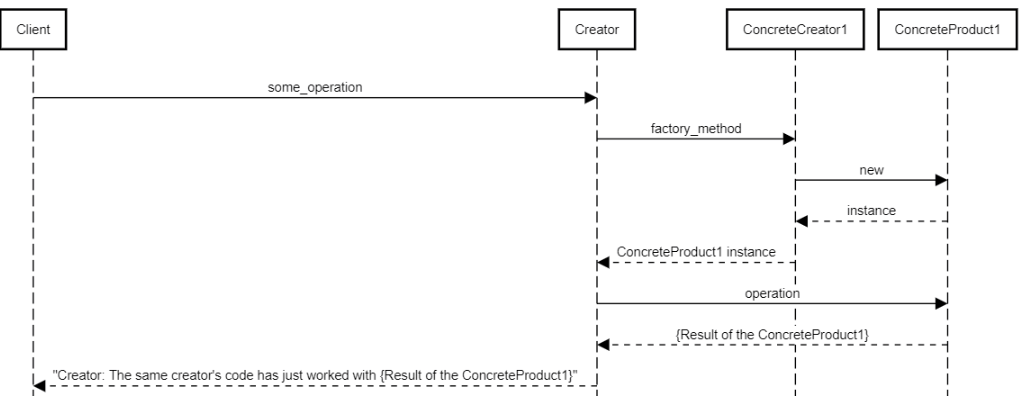 Client
Creator
ConcreteCreator1
ConcreteProduct1
some_operation
factory_method
new
instance
ConcreteProduct1 instance
operation
{Result of the ConcreteProduct1}
"Creator: The same creator's code has just worked with {Result of the ConcreteProduct1}"